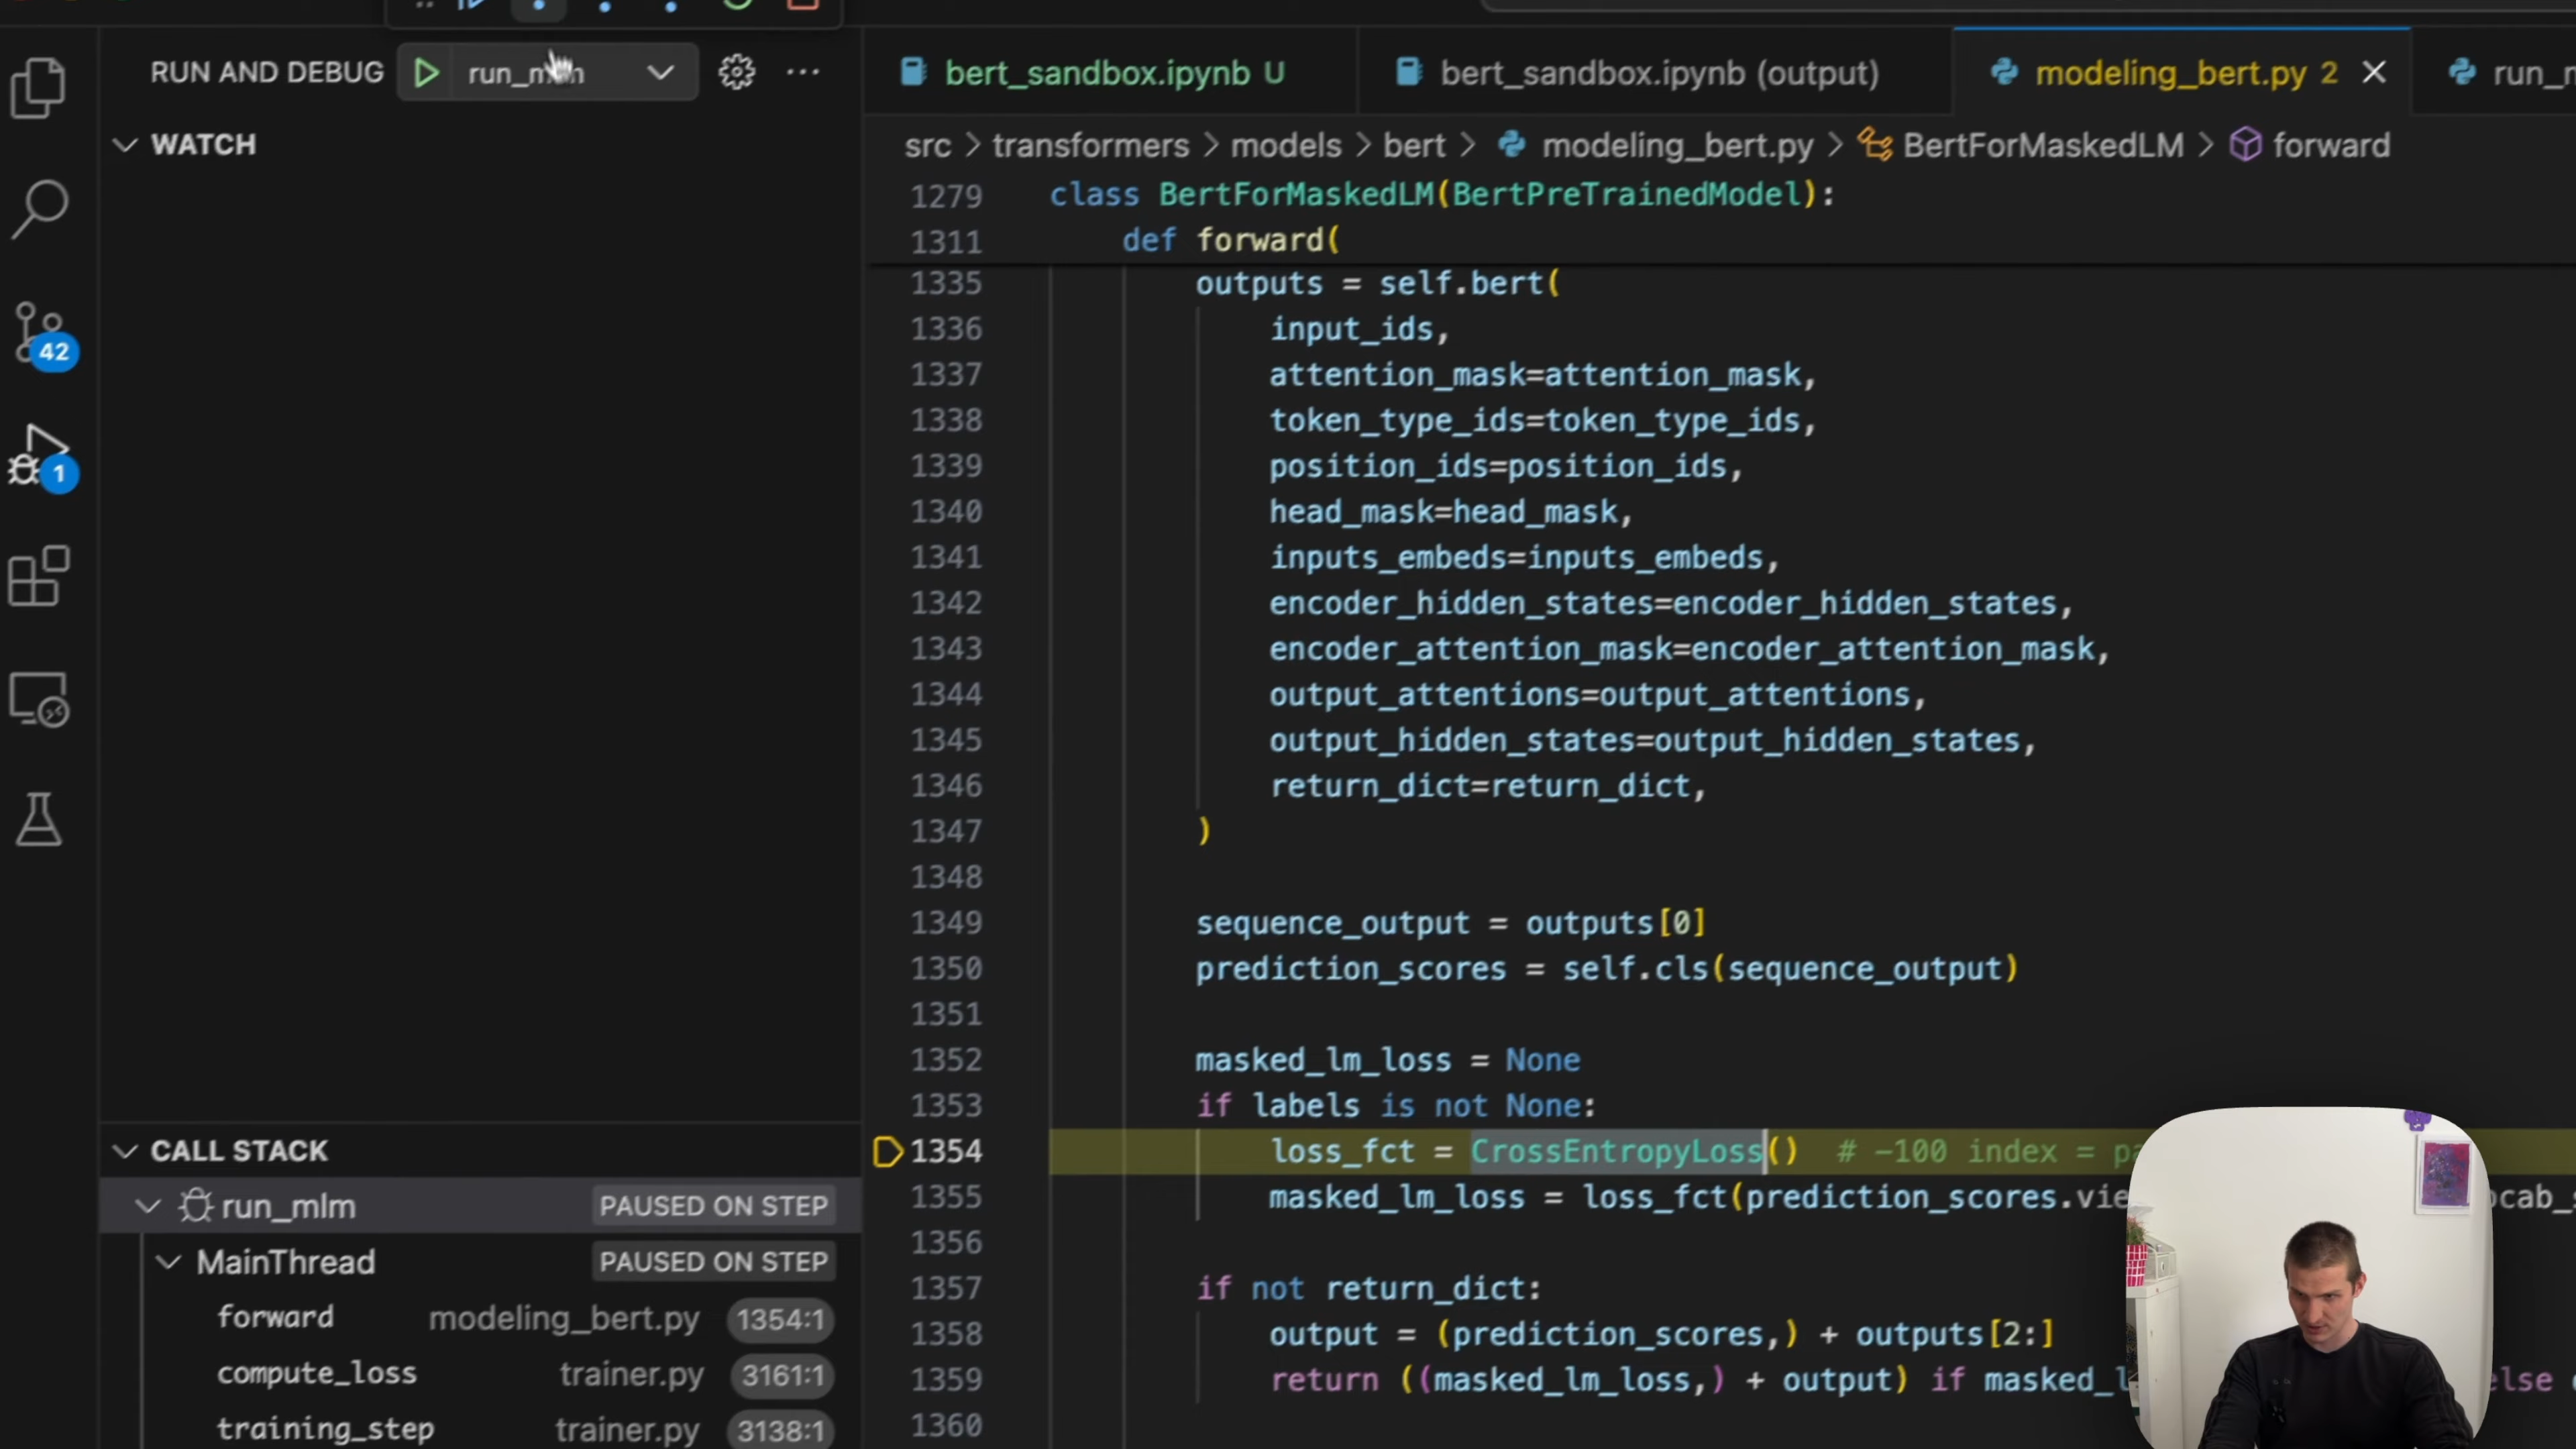 RUN AND DEBUG
WATCH
42
1
CALL STACK
run_mlm PAUSED ON STEP
MainThread PAUSED ON STEP
forward modeling_bert.py 1354:1
compute_loss trainer.py 3161:1
training_step trainer.py 3138:1
bert_sandbox.ipynb U bert_sandbox.ipynb (output) modeling_bert.py 2
src > transformers > models > bert > modeling_bert.py > BertForMaskedLM > forward
1279 class BertForMaskedLM(BertPreTrainedModel):
1311 def forward(
1335 outputs = self.bert(
1336 input_ids,
1337 attention_mask=attention_mask,
1338 token_type_ids=token_type_ids,
1339 position_ids=position_ids,
1340 head_mask=head_mask,
1341 inputs_embeds=inputs_embeds,
1342 encoder_hidden_states=encoder_hidden_states,
1343 encoder_attention_mask=encoder_attention_mask,
1344 output_attentions=output_attentions,
1345 output_hidden_states=output_hidden_states,
1346 return_dict=return_dict,
1347 )
1348
1349 sequence_output = outputs[0]
1350 prediction_scores = self.cls(sequence_output)
1351
1352 masked_lm_loss = None
1353 if labels is not None:
1354 loss_fct = CrossEntropyLoss() # -100 index =
1355 masked_lm_loss = loss_fct(prediction_scores.
1356
1357 if not return_dict:
1358 output = (prediction_scores,) + outputs[2:]
1359 return ((masked_lm_loss,) + output) if else
1360